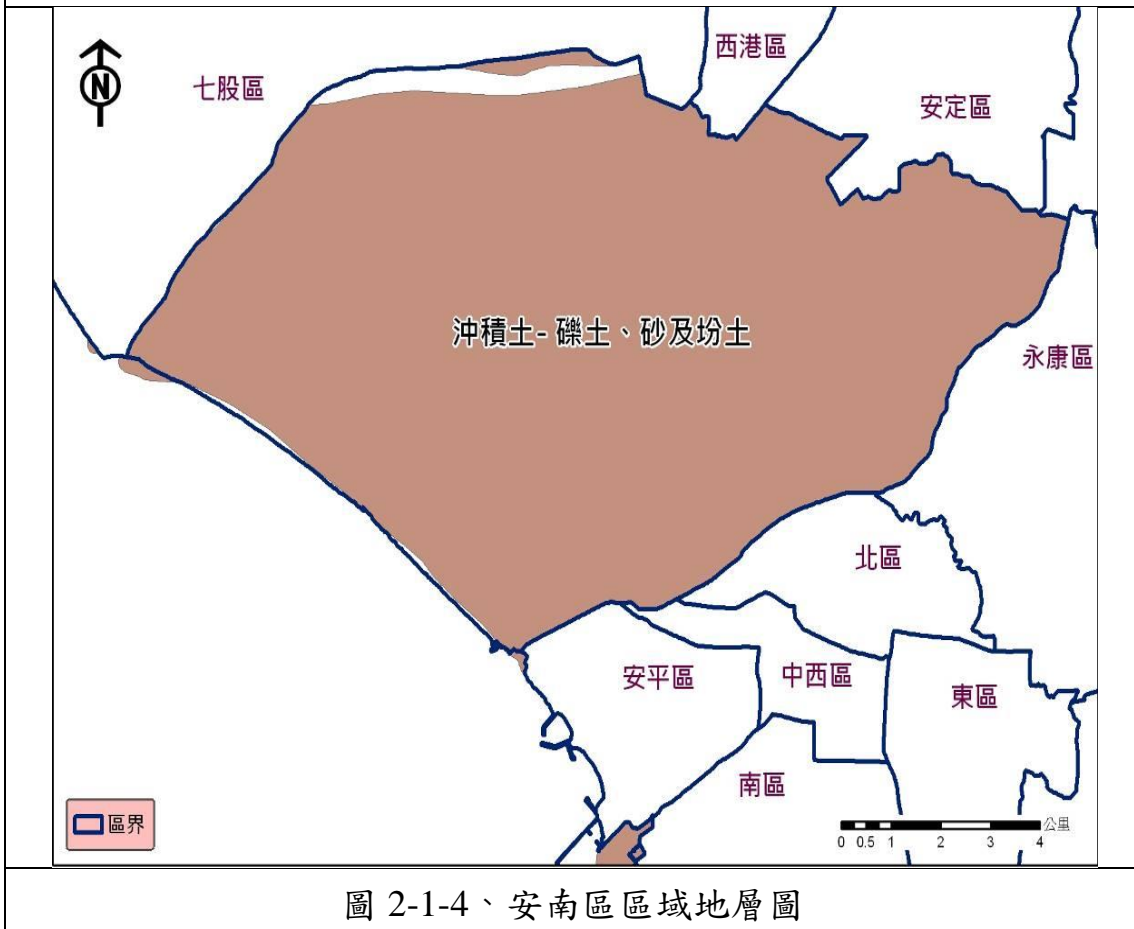 N
西港區
七股區
安定區
沖積土- 礫土、砂及坋土
永康區
北區
安平區
中西區
東區
南區
區界
公里
0 0.5 1 2 3 4
圖 2-1-4、安南區區域地層圖